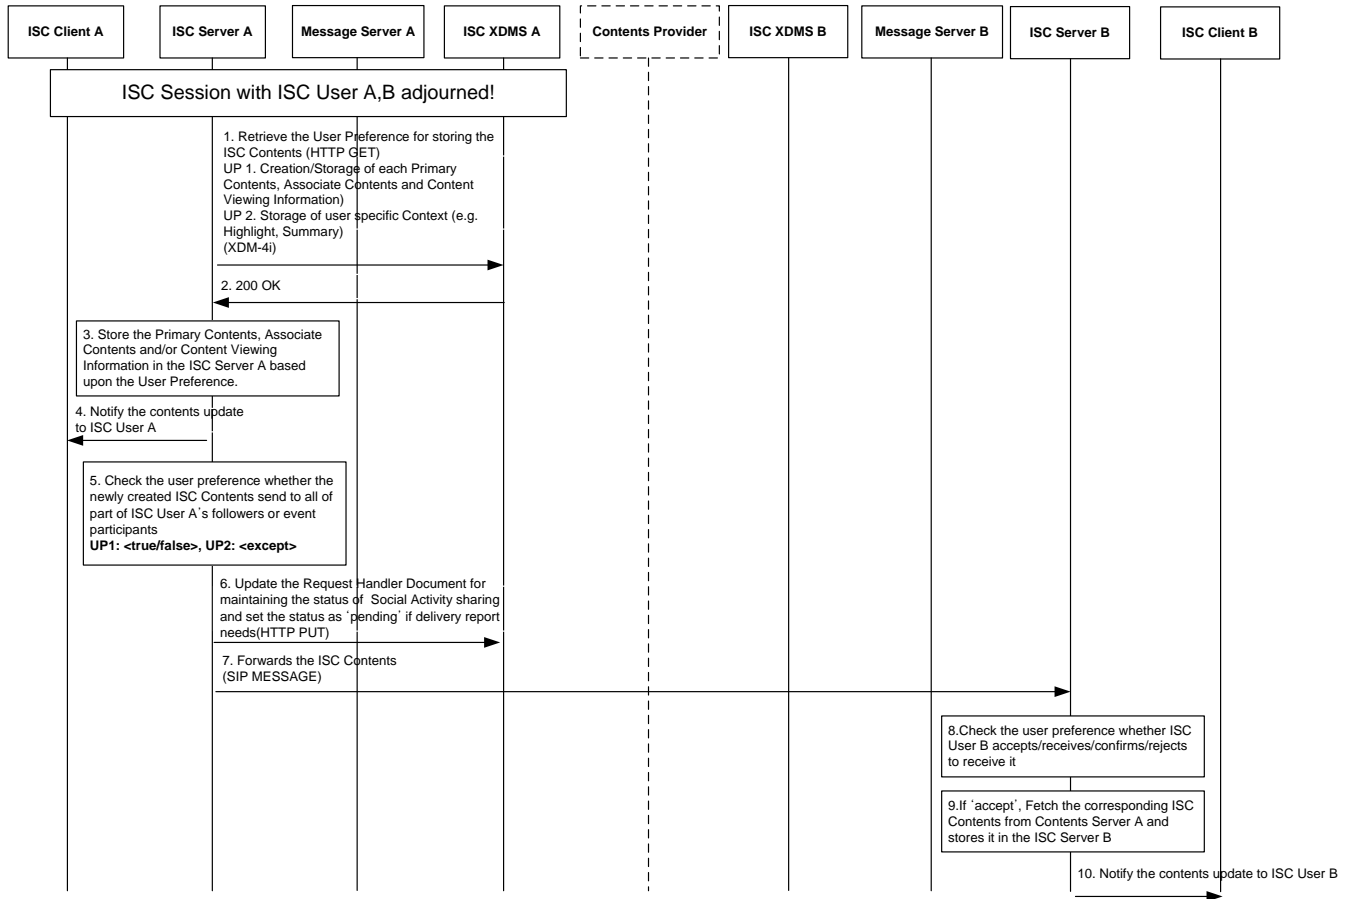 ISC Client A
ISC Server A
Message Server A
ISC XDMS A
Contents Provider
ISC XDMS B
Message Server B
ISC Server B
ISC Client B
ISC Session with ISC User A,B adjourned!
1. Retrieve the User Preference for storing the
ISC Contents (HTTP GET)
UP 1. Creation/Storage of each Primary
Contents, Associate Contents and Content
Viewing Information)
UP 2. Storage of user specific Context (e.g.
Highlight, Summary)
(XDM-4i)
2. 200 OK
3. Store the Primary Contents, Associate
Contents and/or Content Viewing
Information in the ISC Server A based
upon the User Preference.
4. Notify the contents update
to ISC User A
5. Check the user preference whether the
newly created ISC Contents send to all of
part of ISC User A`s followers or event
participants
UP1: <true/false>, UP2: <except>
6. Update the Request Handler Document for
maintaining the status of  Social Activity sharing
and set the status as `pending` if delivery report
needs(HTTP PUT)
7. Forwards the ISC Contents
(SIP MESSAGE)
8.Check the user preference whether ISC
User B accepts/receives/confirms/rejects
to receive it
9.If `accept`, Fetch the corresponding ISC
Contents from Contents Server A and
stores it in the ISC Server B
10. Notify the contents update to ISC User B